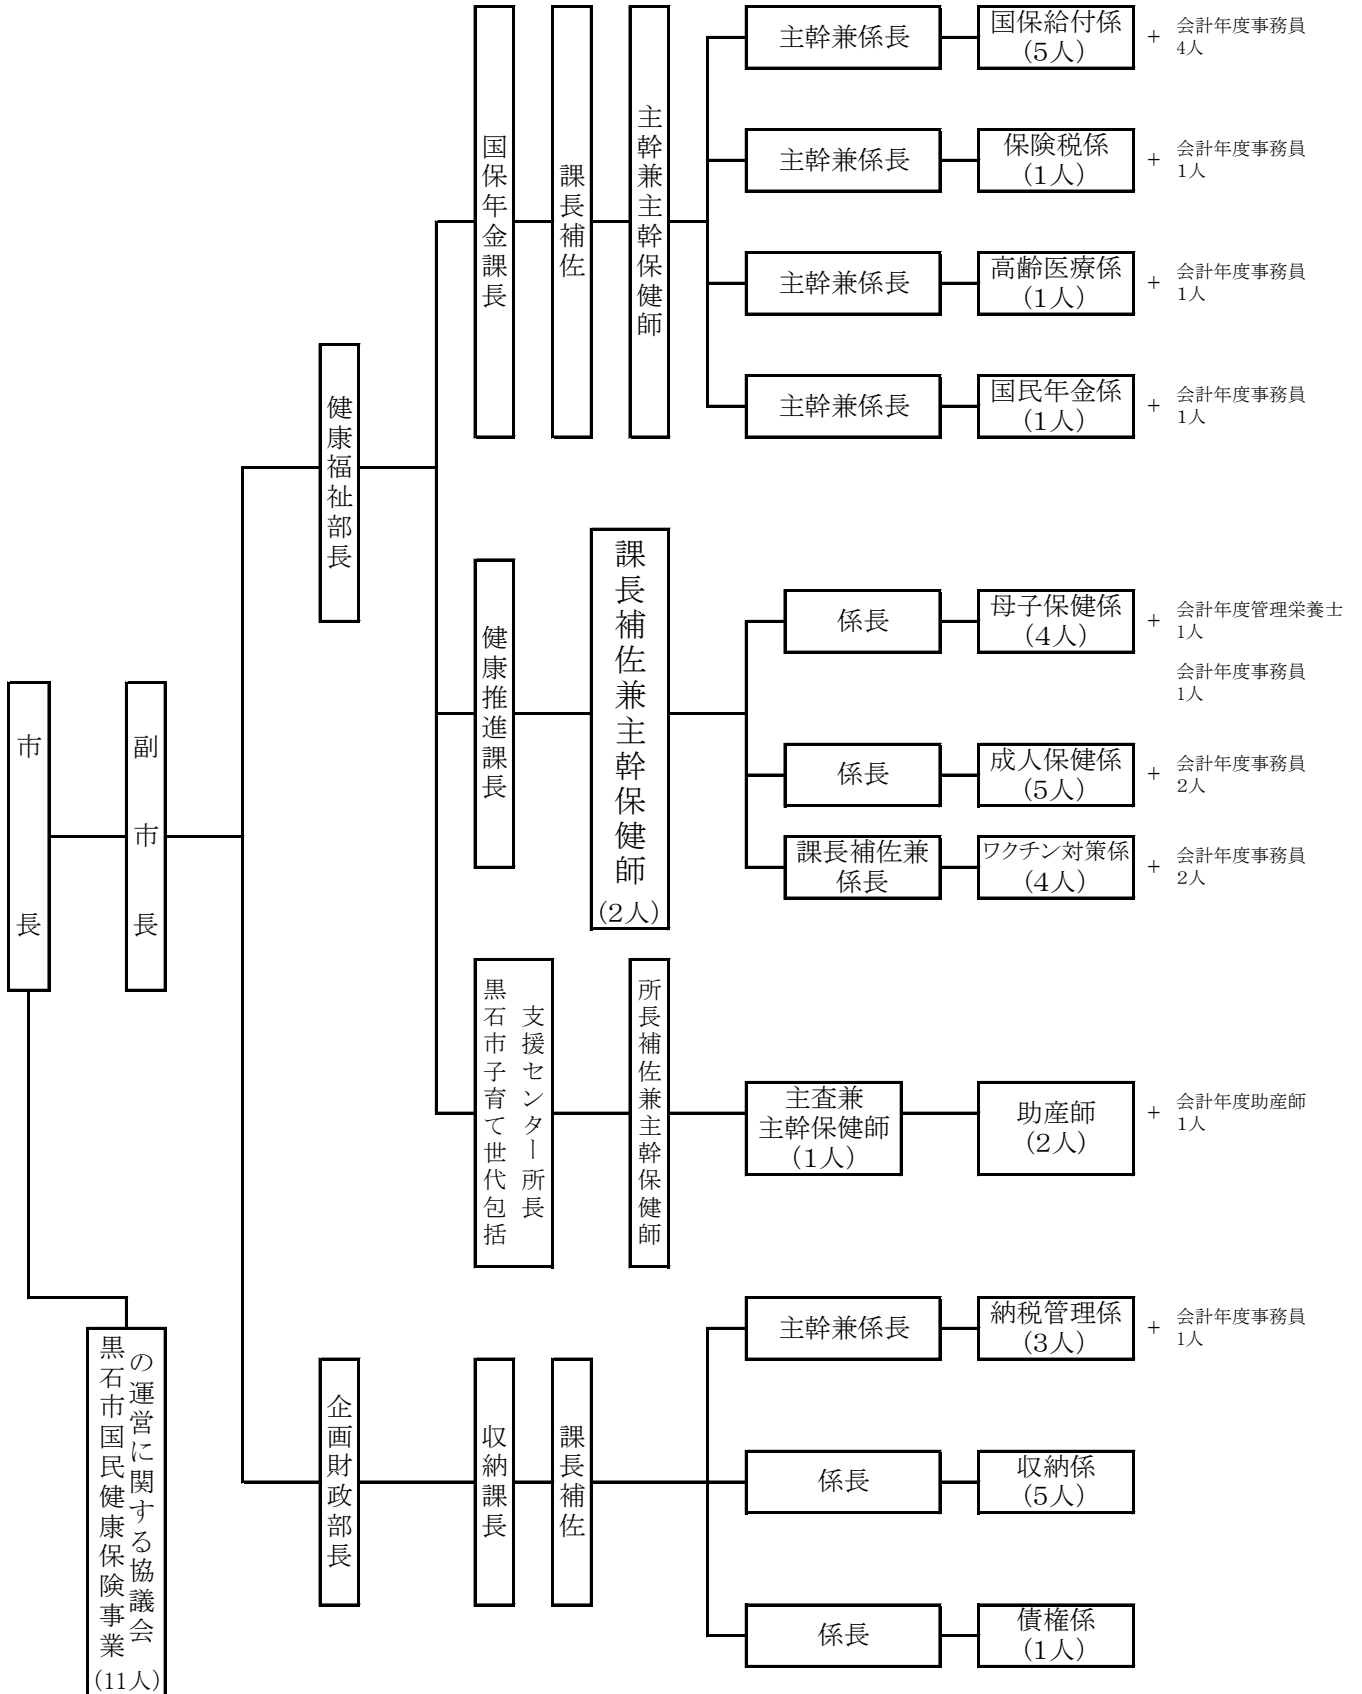 市長
副市長
黒石市国民健康保険事業
の運営に関する協議会
(11人)
健康福祉部長
国保年金課長
課長補佐
主幹兼主幹保健師
主幹兼係長
国保給付係
(5人)
+
会計年度事務員
4人
主幹兼係長
保険税係
(1人)
+
会計年度事務員
1人
主幹兼係長
高齢医療係
(1人)
+
会計年度事務員
1人
主幹兼係長
国民年金係
(1人)
+
会計年度事務員
1人
健康推進課長
課長補佐兼主幹保健師
(2人)
係長
母子保健係
(4人)
+
会計年度管理栄養士
1人
会計年度事務員
1人
係長
成人保健係
(5人)
+
会計年度事務員
2人
課長補佐兼
係長
ワクチン対策係
(4人)
+
会計年度事務員
2人
黒石市子育て世代包括
支援センター所長
所長補佐兼主幹保健師
主査兼
主幹保健師
(1人)
助産師
(2人)
+
会計年度助産師
1人
企画財政部長
収納課長
課長補佐
主幹兼係長
納税管理係
(3人)
+
会計年度事務員
1人
係長
収納係
(5人)
係長
債権係
(1人)